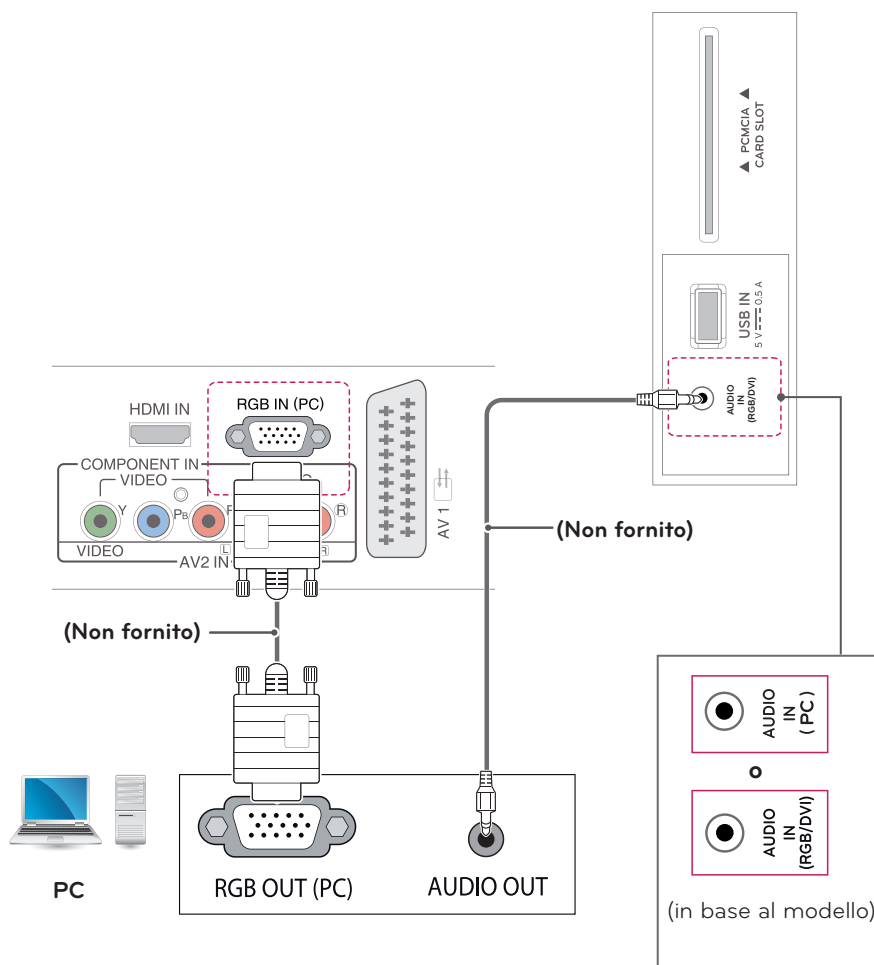 ▲ PCMCIA ▲
CARD SLOT
USB IN
5 V 0.5 A
AUDIO
IN
(RGB/DVI)
HDMI IN
RGB IN (PC)
COMPONENT IN
VIDEO
Y
PB
R
VIDEO
L
R
AV2 IN
AV 1
(Non fornito)
(Non fornito)
PC
RGB OUT (PC)
AUDIO OUT
AUDIO
IN
(PC)
o
AUDIO
IN
(RGB/DVI)
(in base al modello)